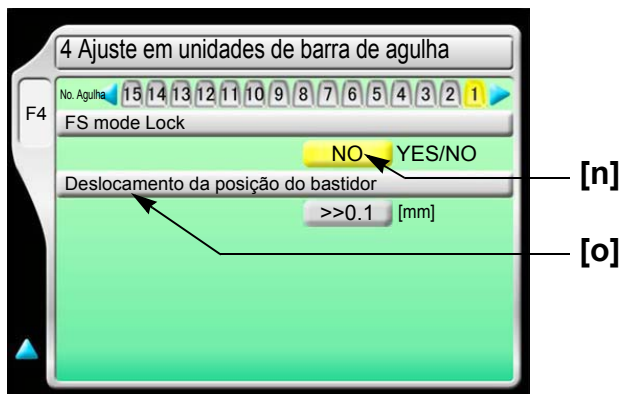 4 Ajuste em unidades de barra de agulha
F4
No. Agulha 15 14 13 12 11 10 9 8 7 6 5 4 3 2 1
FS mode Lock
NO YES/NO
[n]
Deslocamento da posição do bastidor
>>0.1 [mm]
[o]